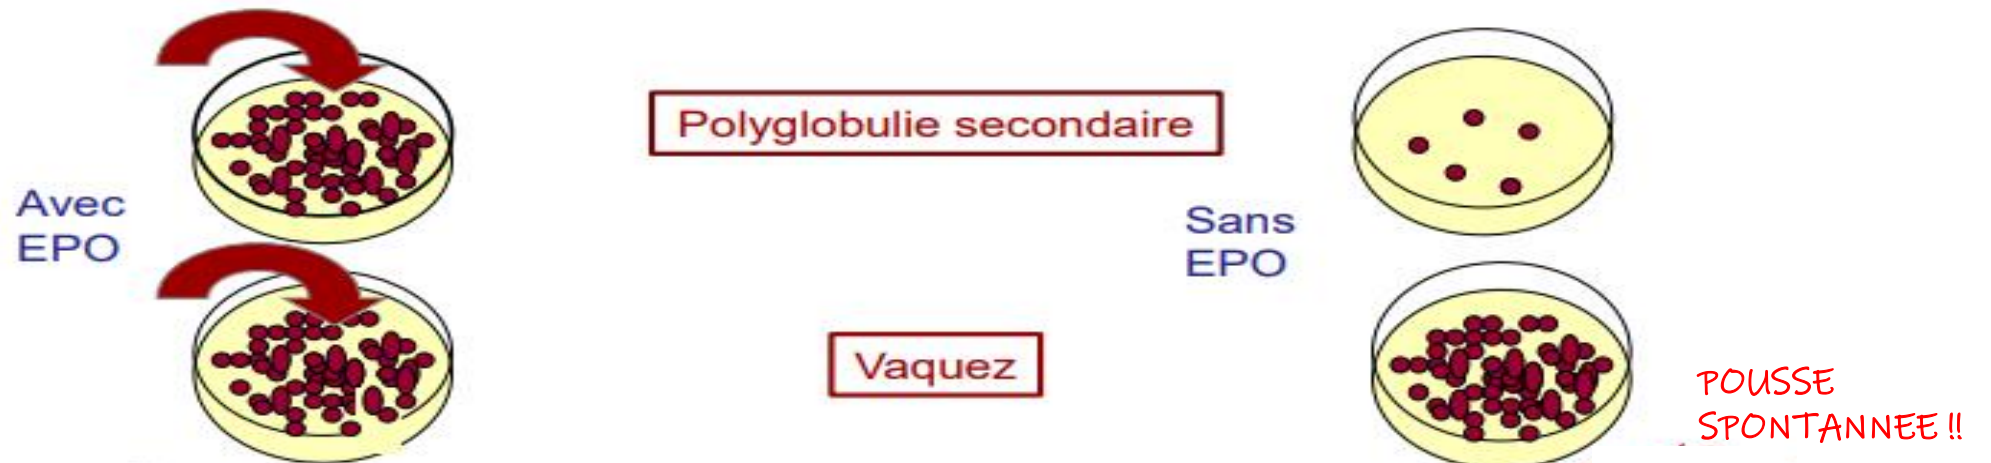 Polyglobulie secondaire
Avec
EPO
Sans
EPO
Vaquez
POUSSE
SPONTANNEE !!